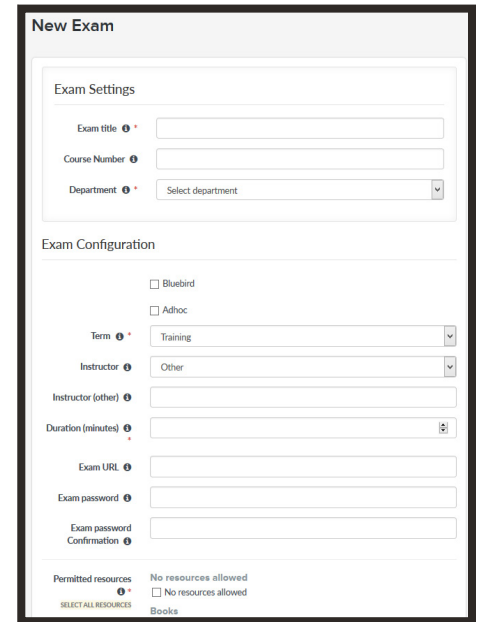 New Exam
Exam Settings
Exam title *
Course Number
Department * Select department
Exam Configuration
Bluebird
Adhoc
Term * Training
Instructor Other
Instructor (other)
Duration (minutes)
*
Exam URL
Exam password
Exam password
Confirmation
Permitted resources No resources allowed
* No resources allowed
SELECT ALL RESOURCES
Books